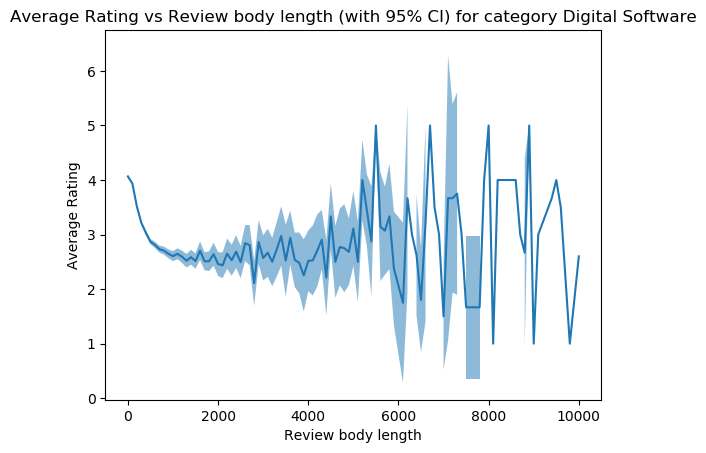 Average Rating vs Review body length (with 95% CI) for category Digital Software
6
5
4
3
2
1
0
Average Rating
0 2000 4000 6000 8000 10000
Review body length